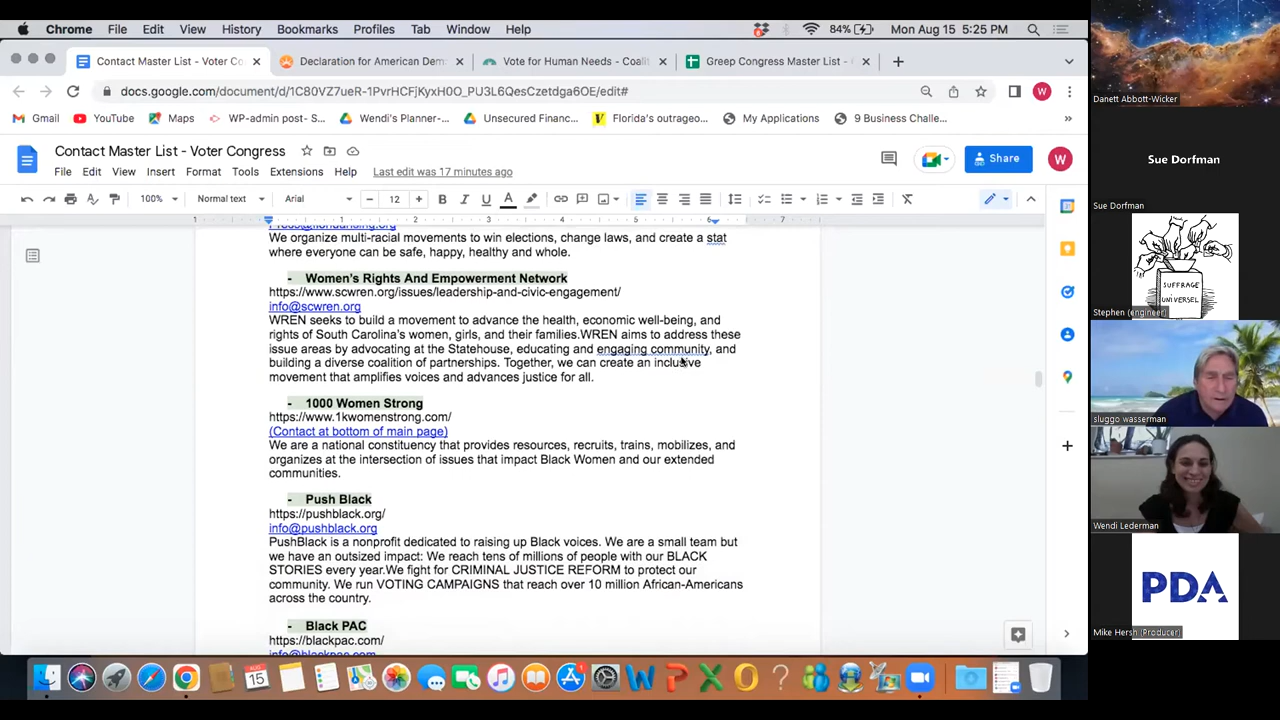 Chrome File Edit View History Bookmarks Profiles Tab Window Help 84% Mon Aug 15 5:25 PM
Contact Master List - Voter Co Declaration for American Dem Vote for Human Needs - Coali Greep Congress Master List -
docs.google.com/document/d/1C80VZ7ueR-1PvrHCFjKyxH0O_PU3L6QesCzetdga6OE/edit#
W
Gmail YouTube Maps WP-admin post- S... Wendi's Planner-... Unsecured Financ... Florida's outrageo... My Applications 9 Business Challe...
Contact Master List - Voter Congress
Share
W
File Edit View Insert Format Tools Extensions Help Last edit was 17 minutes ago
100% Normal text Arial 12 B I U A
1 1 2 3 4 5 6 7
We organize multi-racial movements to win elections, change laws, and create a stat
where everyone can be safe, happy, healthy and whole.
- Women's Rights And Empowerment Network
https://www.scwren.org/issues/leadership-and-civic-engagement/
info@scwren.org
WREN seeks to build a movement to advance the health, economic well-being, and
rights of South Carolina's women, girls, and their families.WREN aims to address these
issue areas by advocating at the Statehouse, educating and engaging community, and
building a diverse coalition of partnerships. Together, we can create an inclusive
movement that amplifies voices and advances justice for all.
- 1000 Women Strong
https://www.1kwomenstrong.com/
(Contact at bottom of main page)
We are a national constituency that provides resources, recruits, trains, mobilizes, and
organizes at the intersection of issues that impact Black Women and our extended
communities.
- Push Black
https://pushblack.org/
info@pushblack.org
PushBlack is a nonprofit dedicated to raising up Black voices. We are a small team but
we have an outsized impact: We reach tens of millions of people with our BLACK
STORIES every year.We fight for CRIMINAL JUSTICE REFORM to protect our
community. We run VOTING CAMPAIGNS that reach over 10 million African-Americans
across the country.
- Black PAC
https://blackpac.com/
info@blackpac.com
AUG
15
Danett Abbott-Wicker
Sue Dorfman
Sue Dorfman
SUFFRAGE
UNIVERSEL
Stephen (engineer)
sluggo wasserman
Wendi Lederman
PDA
Mike Hersh (Producer)